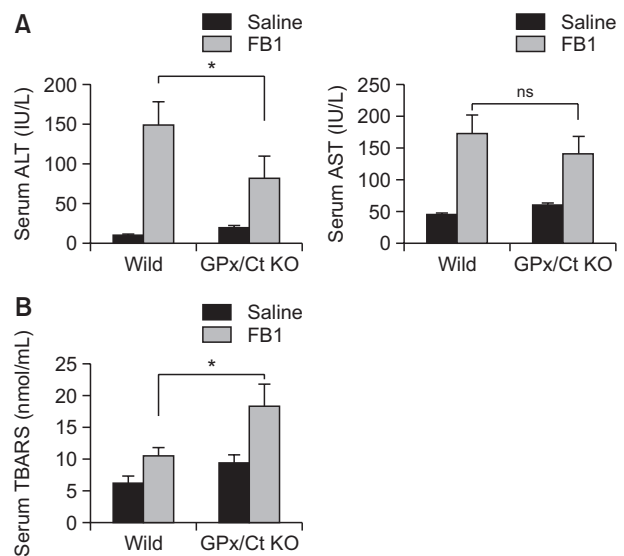 A
Saline
FB1
Serum ALT (IU/L)
200
150
100
50
0
*
Wild
GPx/Ct KO
Saline
FB1
Serum AST (IU/L)
250
200
150
100
50
0
ns
Wild
GPx/Ct KO
B
Saline
FB1
Serum TBARS (nmol/mL)
25
20
15
10
5
0
*
Wild
GPx/Ct KO